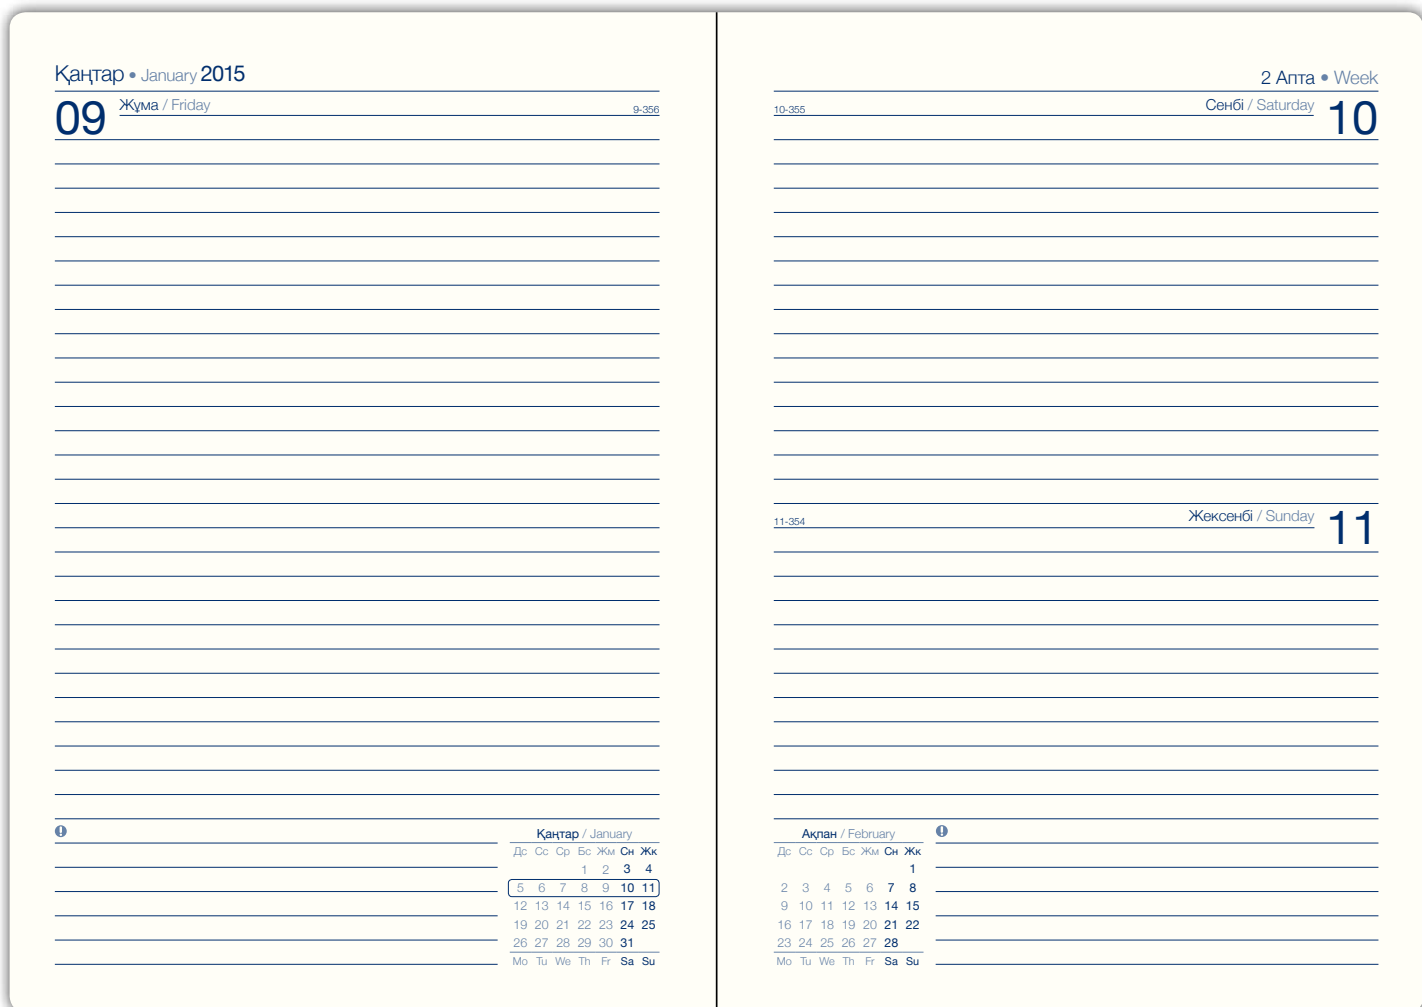 Қаңтар • January 2015
09 Жұма / Friday 9-356
Қаңтар / January
Дс Сс Ср Бс Жм Сн Жк
1 2 3 4
5 6 7 8 9 10 11
12 13 14 15 16 17 18
19 20 21 22 23 24 25
26 27 28 29 30 31
Mo Tu We Th Fr Sa Su
2 Апта • Week
10-355 Сенбі / Saturday 10
11-354 Жексенбі / Sunday 11
Ақпан / February
Дс Сс Ср Бс Жм Сн Жк
1
2 3 4 5 6 7 8
9 10 11 12 13 14 15
16 17 18 19 20 21 22
23 24 25 26 27 28
Mo Tu We Th Fr Sa Su